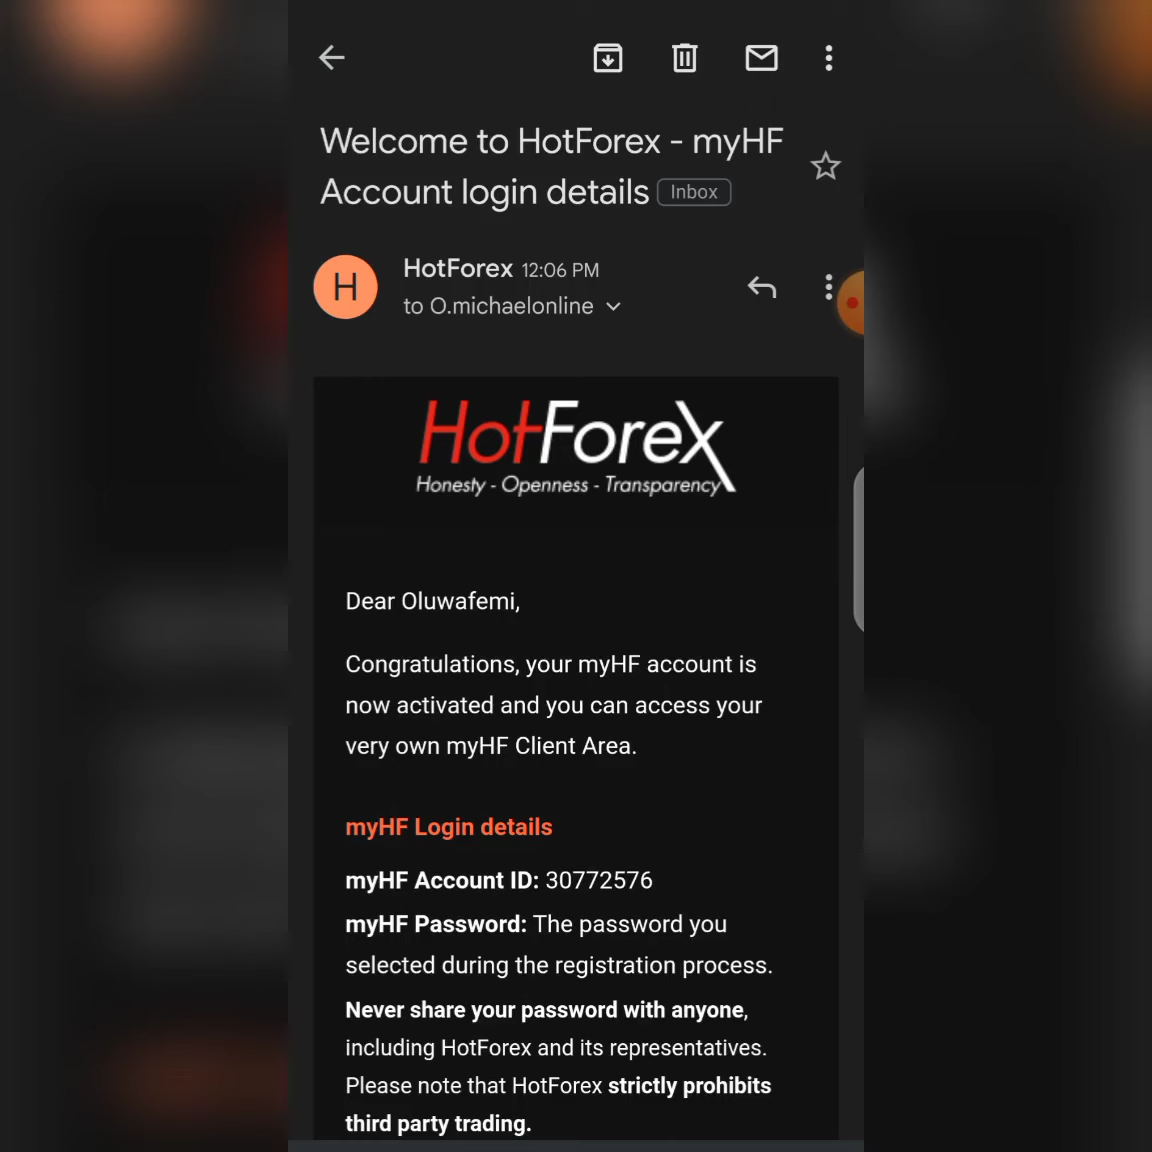 Welcome to HotForex - myHF
Account login details Inbox
HotForex 12:06 PM
H
to O.michaelonline
HotForex
Honesty - Openness - Transparency
Dear Oluwafemi,
Congratulations, your myHF account is
now activated and you can access your
very own myHF Client Area.
myHF Login details
myHF Account ID: 30772576
myHF Password: The password you
selected during the registration process.
Never share your password with anyone,
including HotForex and its representatives.
Please note that HotForex strictly prohibits
third party trading.